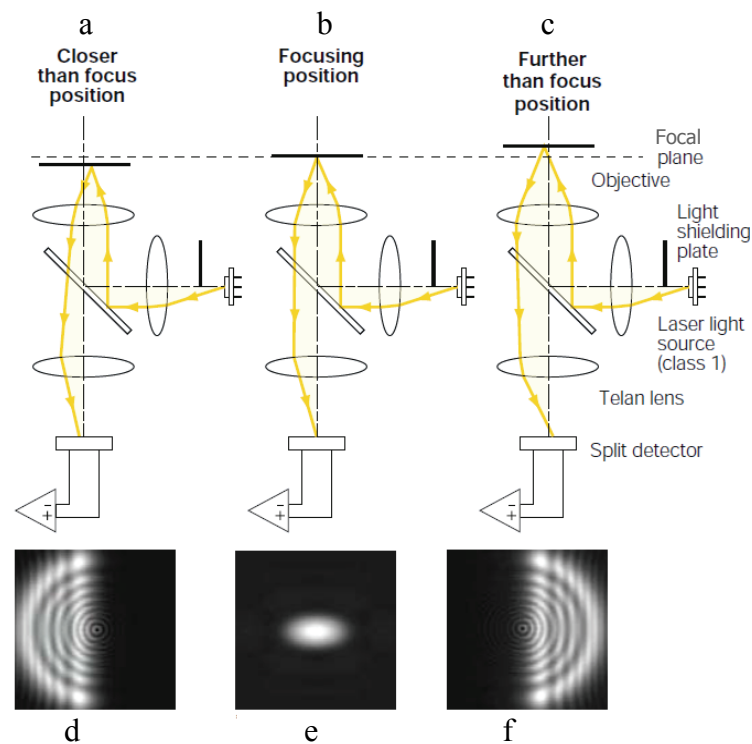 a b c
Closer
than focus
position
Focusing
position
Further
than focus
position
Focal
plane
Objective
Light
shielding
plate
Laser light
source
(class 1)
Telan lens
Split detector
−
+
−
+
−
+
d e f